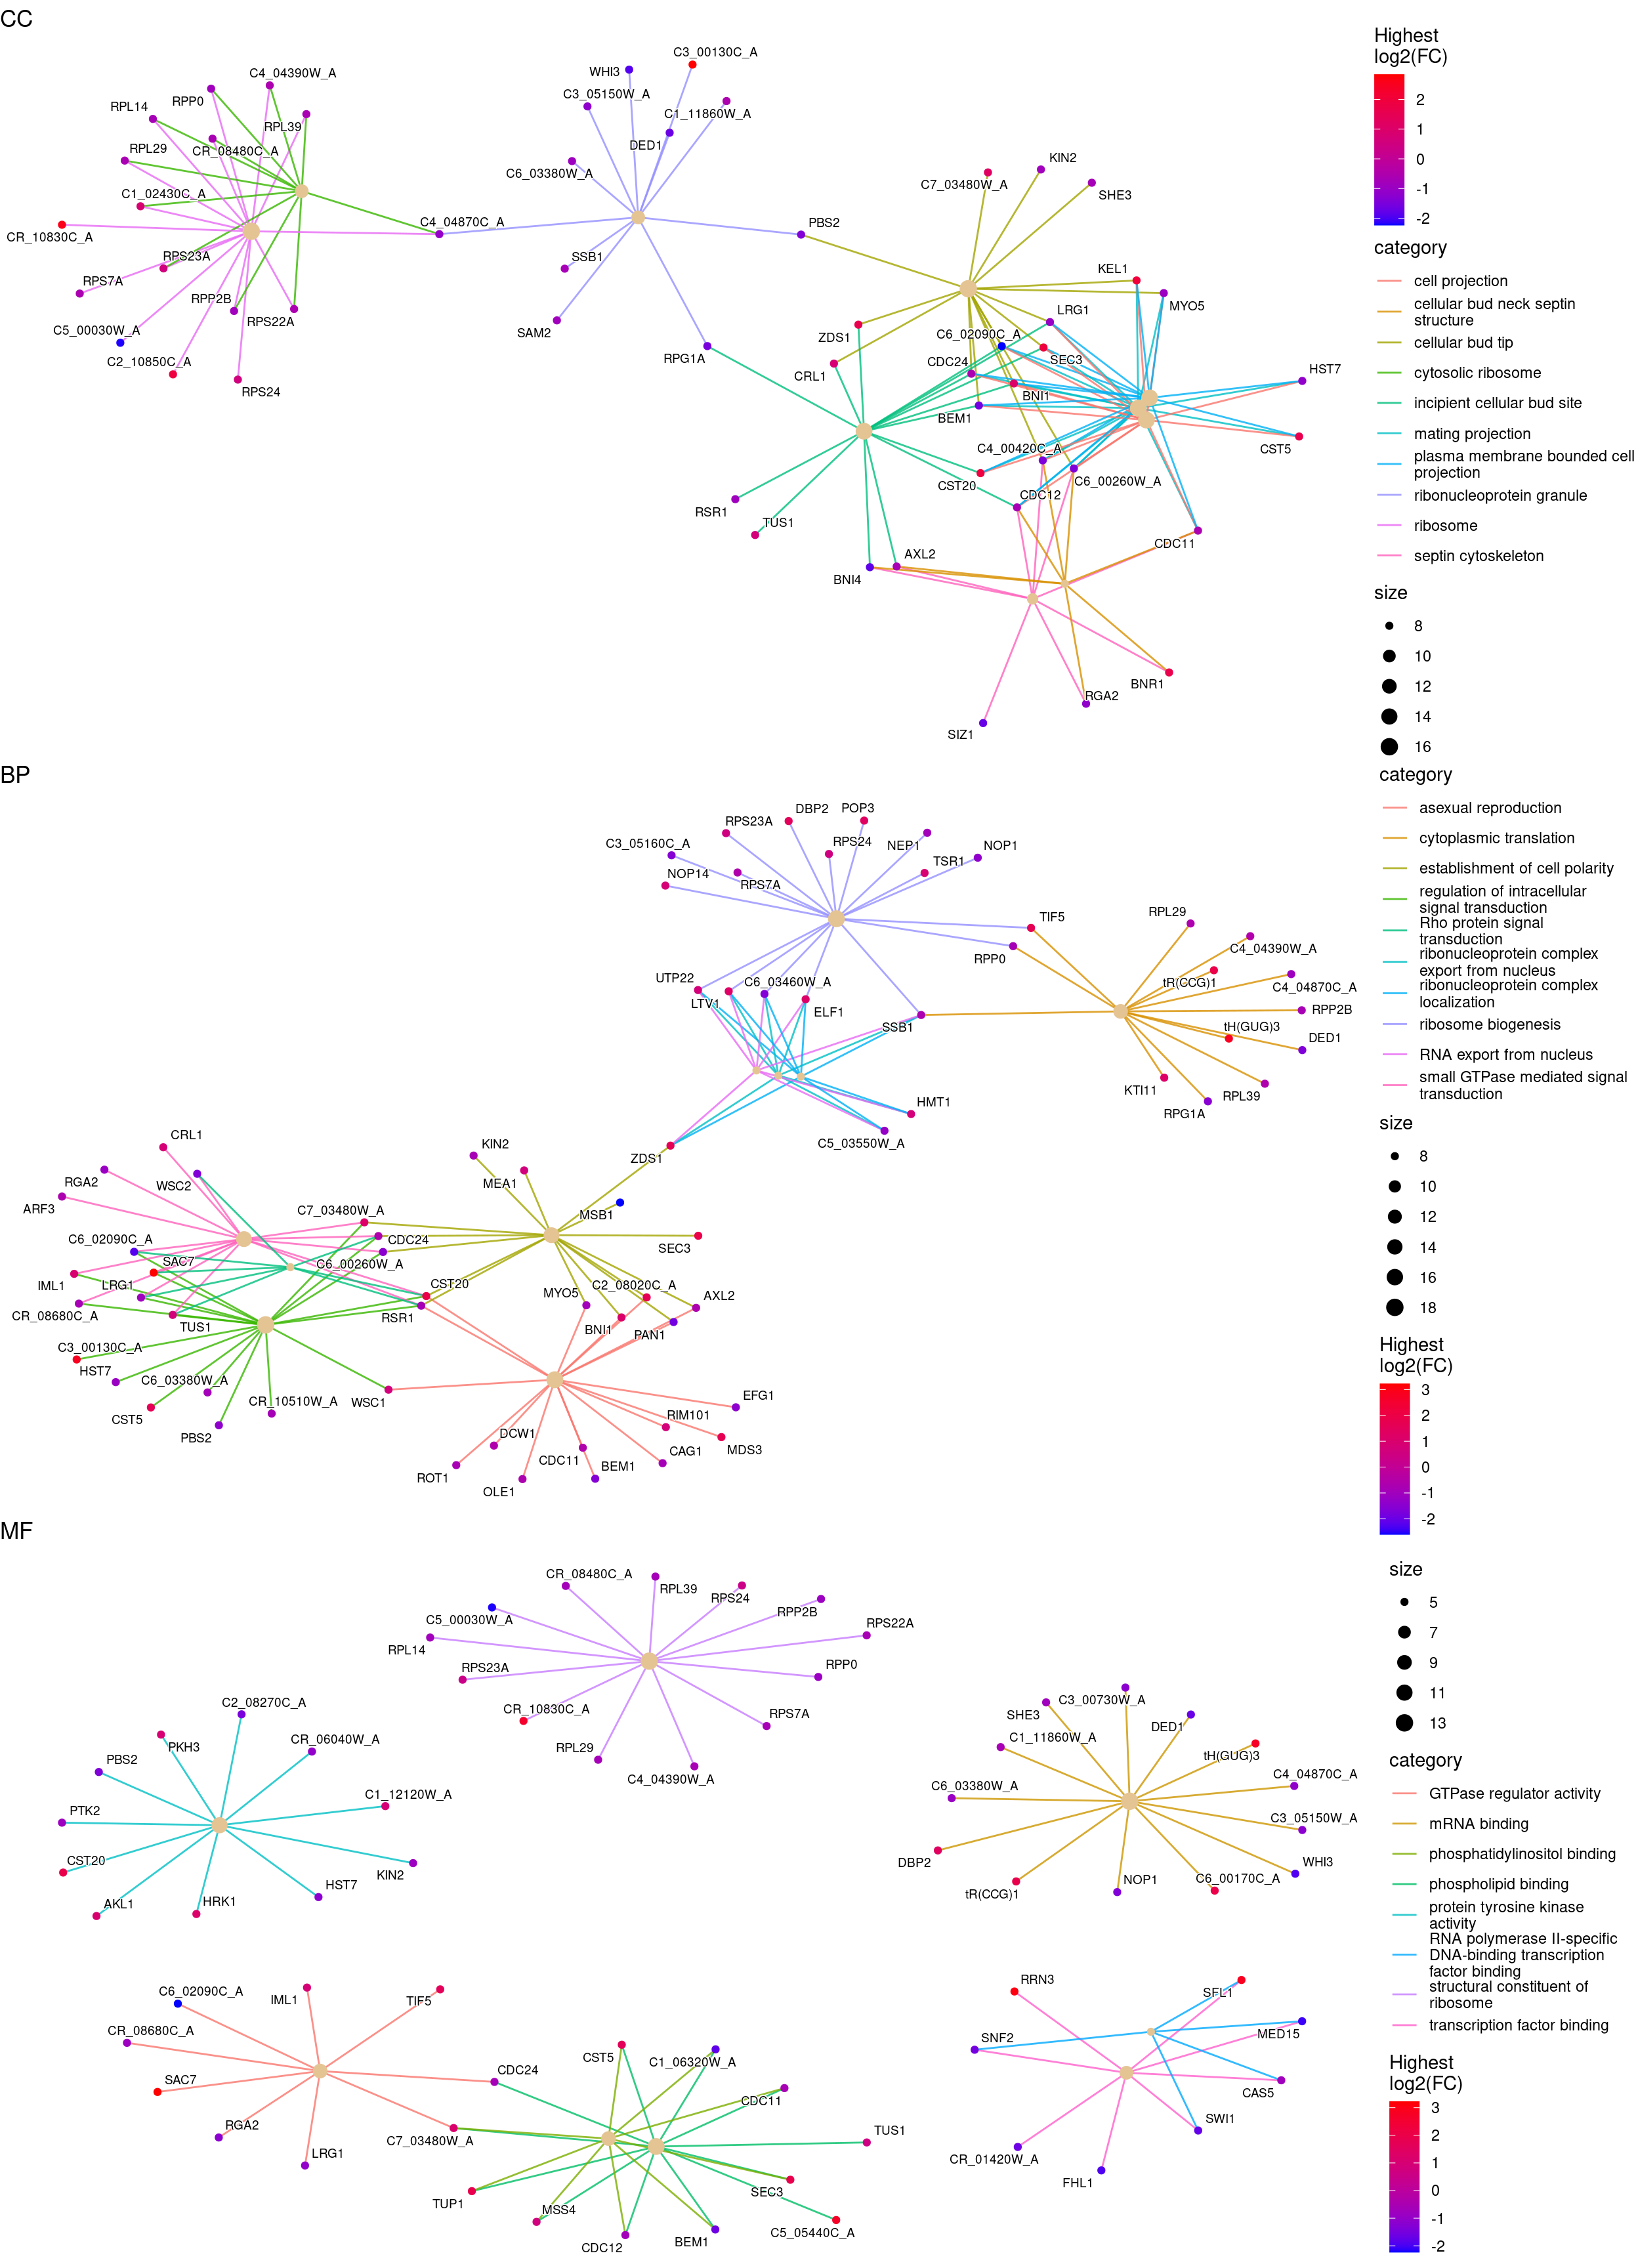 CC
C3_00130C_A
WHI3
C4_04390W_A
C3_05150W_A
RPP0
RPL14
C1_11860W_A
RPL39
DED1
RPL29
CR_08480C_A
C6_03380W_A
KIN2
C7_03480W_A
SHE3
C1_02430C_A
C4_04870C_A
PBS2
CR_10830C_A
RPS23A
SSB1
KEL1
RPS7A
RPP2B
MYO5
LRG1
RPS22A
C5_00030W_A
SAM2
ZDS1
C6_02090C_A
RPG1A
SEC3
C2_10850C_A
CDC24
CRL1
HST7
RPS24
BNI1
BEM1
C4_00420C_A
CST5
CST20
C6_00260W_A
CDC12
RSR1
TUS1
CDC11
AXL2
BNI4
BNR1
RGA2
SIZ1
Highest
log2(FC)
2
1
0
-1
-2
category
cell projection
cellular bud neck septin
structure
cellular bud tip
cytosolic ribosome
incipient cellular bud site
mating projection
plasma membrane bounded cell
projection
ribonucleoprotein granule
ribosome
septin cytoskeleton
size
8
10
12
14
16
BP
DBP2
POP3
RPS23A
RPS24
NEP1
NOP1
C3_05160C_A
TSR1
NOP14
RPS7A
TIF5
RPL29
C4_04390W_A
RPP0
UTP22
C6_03460W_A
tR(CCG)1
C4_04870C_A
LTV1
ELF1
RPP2B
SSB1
tH(GUG)3
DED1
KTI11
RPL39
HMT1
RPG1A
CRL1
C5_03550W_A
KIN2
ZDS1
RGA2
WSC2
MEA1
ARF3
C7_03480W_A
MSB1
C6_02090C_A
CDC24
SEC3
SAC7
C6_00260W_A
IML1
LRG1
CST20
C2_08020C_A
MYO5
AXL2
CR_08680C_A
RSR1
TUS1
BNI1
PAN1
C3_00130C_A
HST7
C6_03380W_A
CR_10510W_A
WSC1
EFG1
CST5
RIM101
PBS2
DCW1
MDS3
CDC11
CAG1
ROT1
BEM1
OLE1
category
asexual reproduction
cytoplasmic translation
establishment of cell polarity
regulation of intracellular
signal transduction
Rho protein signal
transduction
ribonucleoprotein complex
export from nucleus
ribonucleoprotein complex
localization
ribosome biogenesis
RNA export from nucleus
small GTPase mediated signal
transduction
size
8
10
12
14
16
18
Highest
log2(FC)
3
2
1
0
-1
-2
MF
CR_08480C_A
RPL39
RPS24
C5_00030W_A
RPP2B
RPS22A
RPL14
RPS23A
RPP0
C2_08270C_A
CR_10830C_A
C3_00730W_A
RPS7A
SHE3
DED1
CR_06040W_A
C1_11860W_A
PKH3
RPL29
tH(GUG)3
PBS2
C4_04390W_A
C4_04870C_A
C6_03380W_A
C1_12120W_A
PTK2
C3_05150W_A
CST20
DBP2
WHI3
KIN2
NOP1
C6_00170C_A
HST7
tR(CCG)1
AKL1
HRK1
RRN3
C6_02090C_A
IML1
TIF5
SFL1
CR_08680C_A
SNF2
MED15
CST5
C1_06320W_A
SAC7
CDC24
CAS5
CDC11
RGA2
SWI1
C7_03480W_A
TUS1
LRG1
CR_01420W_A
FHL1
SEC3
TUP1
MSS4
C5_05440C_A
CDC12
BEM1
size
5
7
9
11
13
category
GTPase regulator activity
mRNA binding
phosphatidylinositol binding
phospholipid binding
protein tyrosine kinase
activity
RNA polymerase II-specific
DNA-binding transcription
factor binding
structural constituent of
ribosome
transcription factor binding
Highest
log2(FC)
3
2
1
0
-1
-2